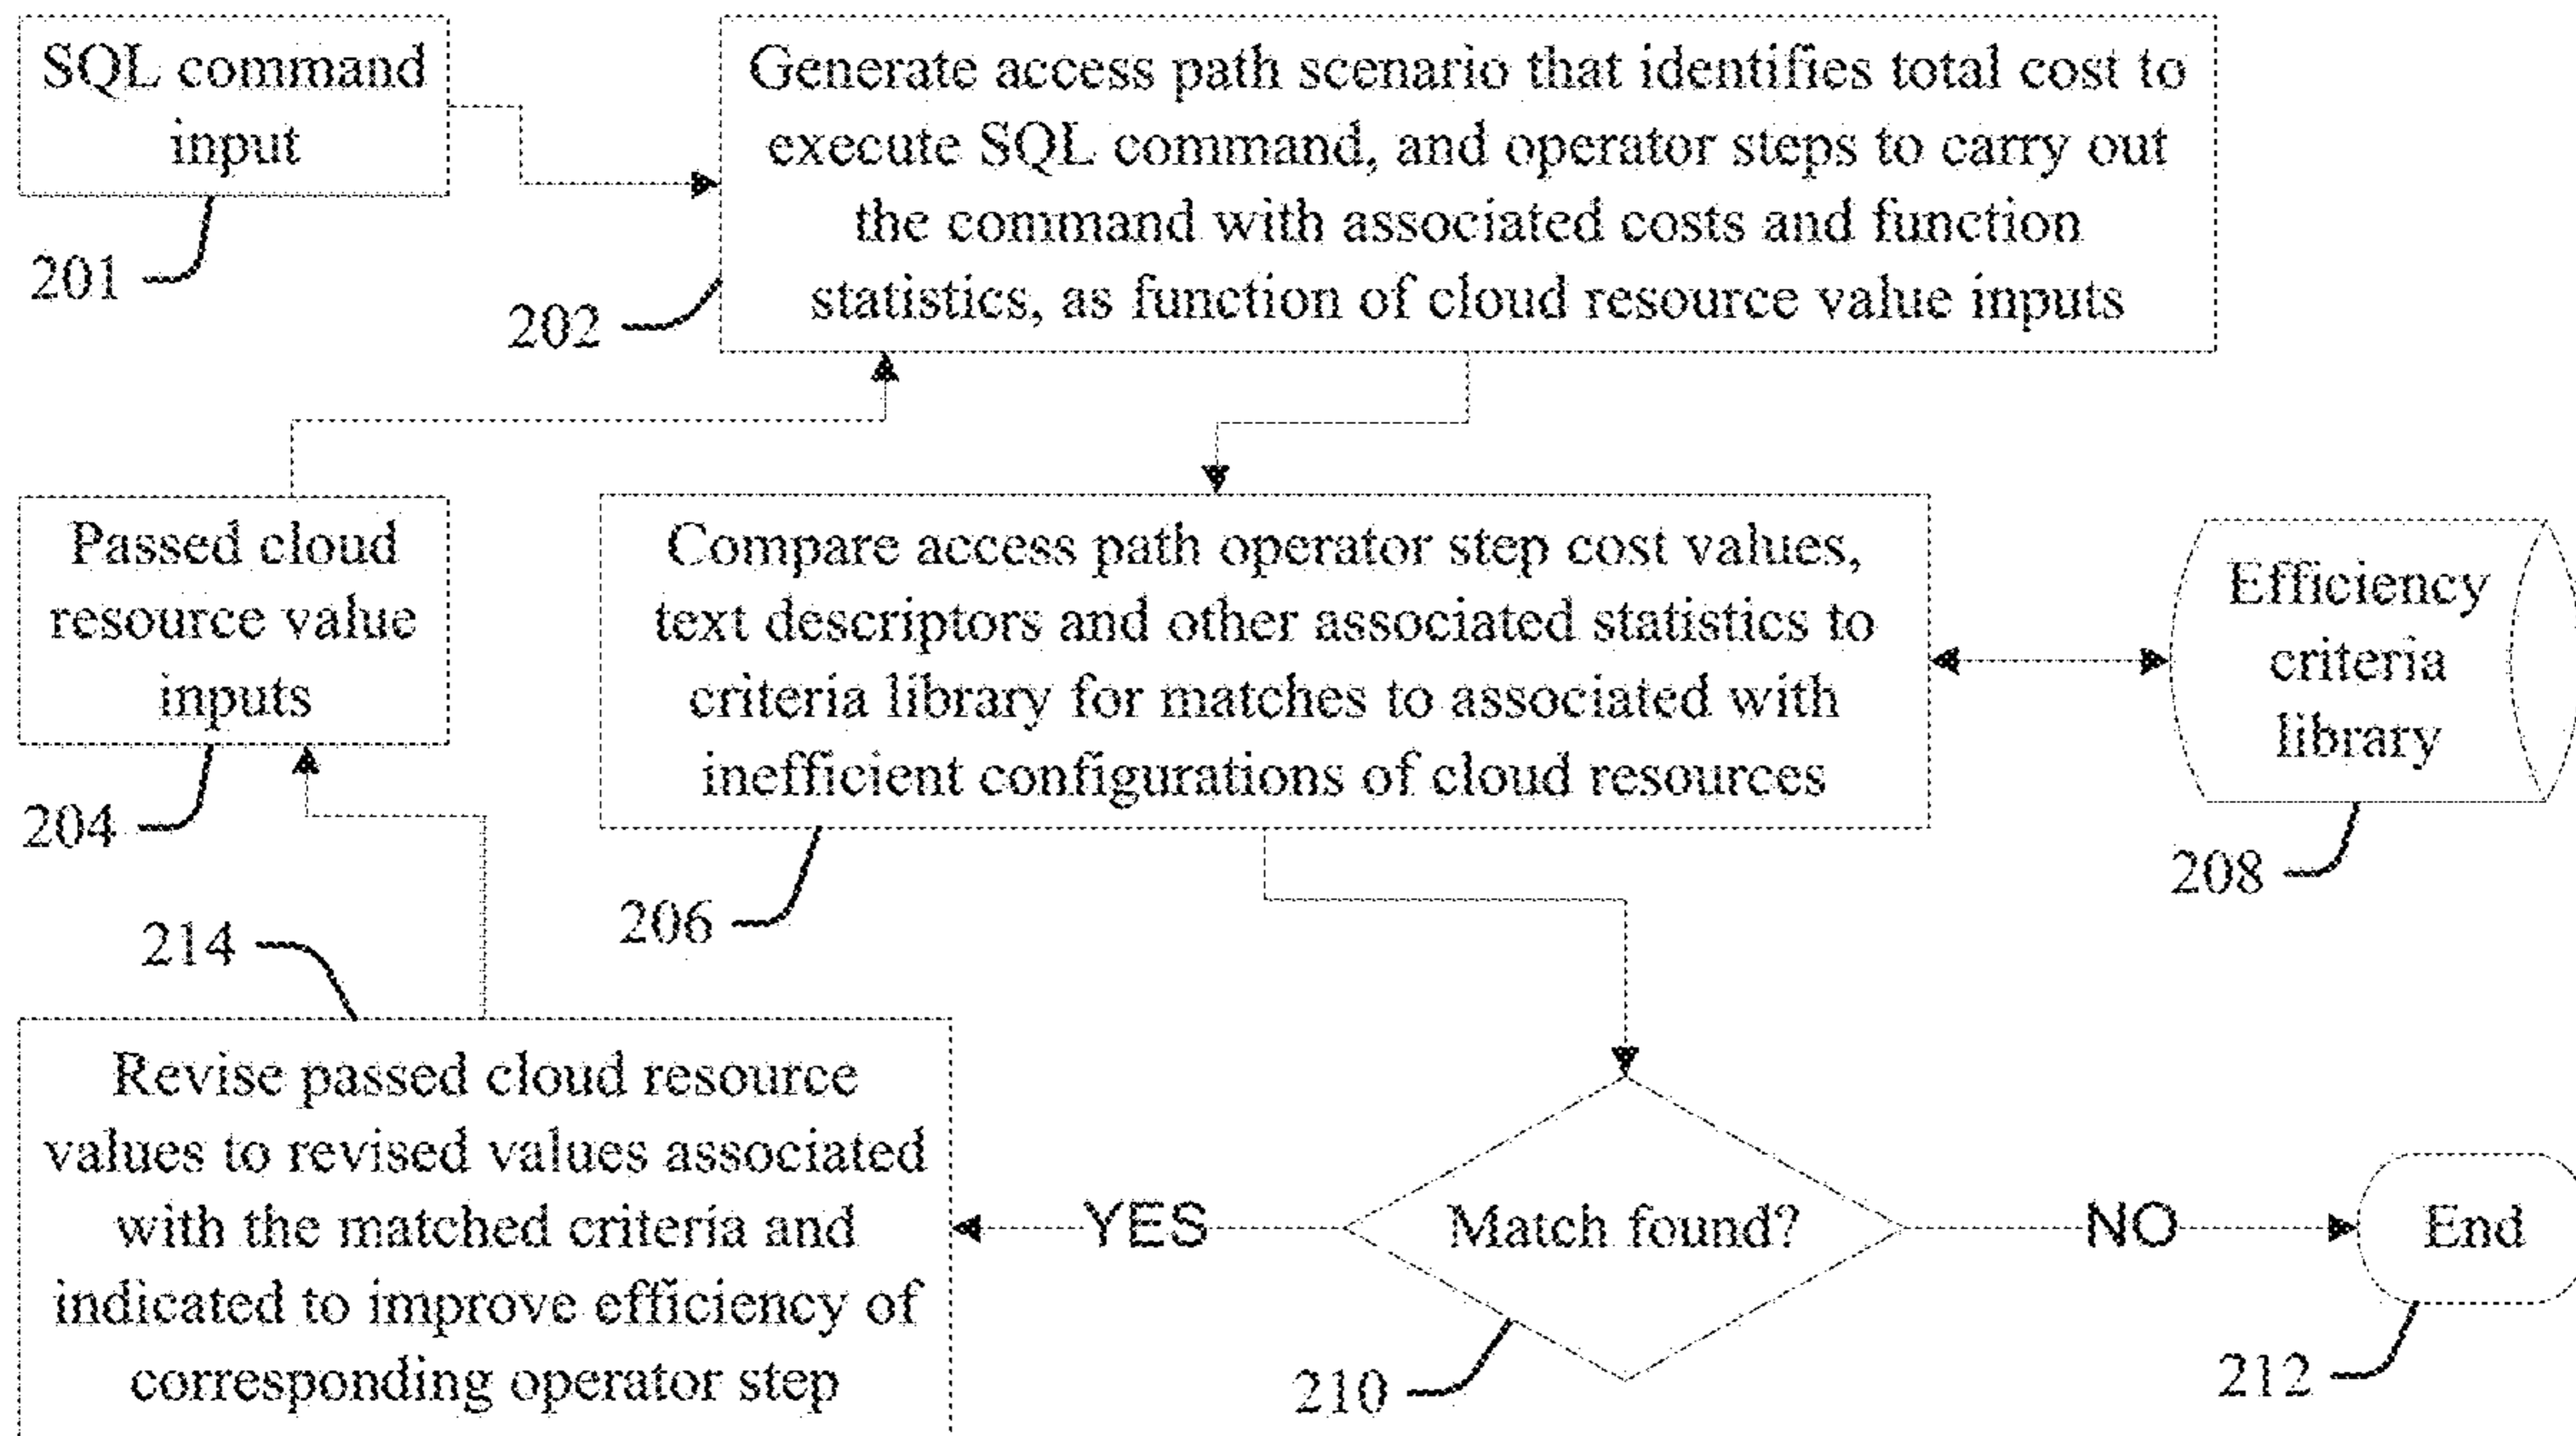 SQL command
input
201
Generate access path scenario that identifies total cost to
execute SQL command, and operator steps to carry out
the command with associated costs and function
statistics, as function of cloud resource value inputs
202
Passed cloud
resource value
inputs
204
Compare access path operator step cost values,
text descriptors and other associated statistics to
criteria library for matches to associated with
inefficient configurations of cloud resources
206
Efficiency
criteria
library
208
214
Revise passed cloud resource
values to revised values associated
with the matched criteria and
indicated to improve efficiency of
corresponding operator step
YES
Match found?
210
NO
End
212